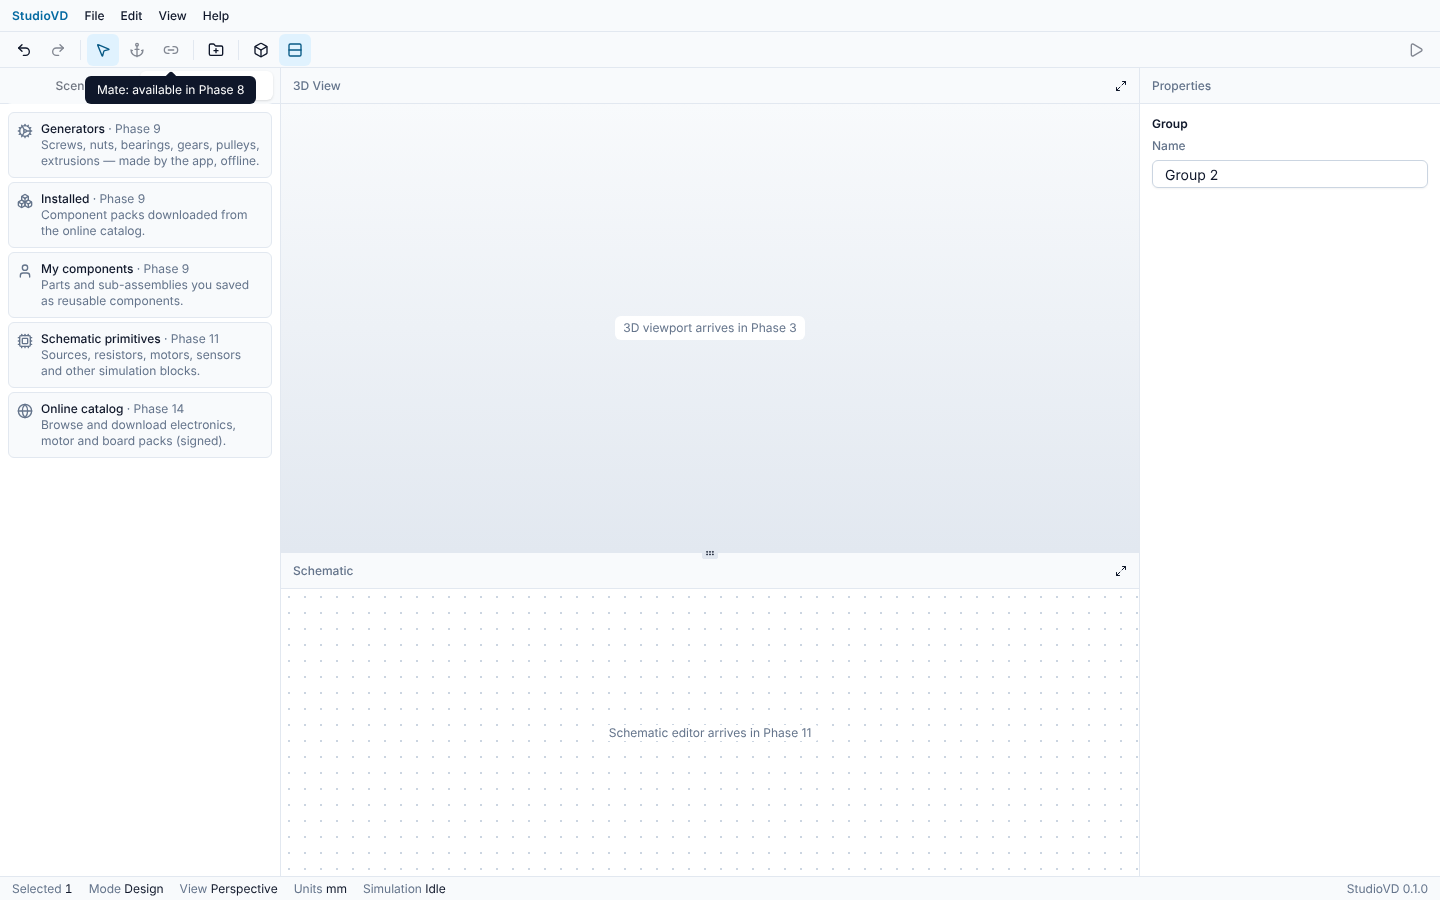 StudioVD File Edit View Help
Scen
Mate: available in Phase 8
3D View
Properties
Generators · Phase 9
Screws, nuts, bearings, gears, pulleys,
extrusions — made by the app, offline.
Installed · Phase 9
Component packs downloaded from
the online catalog.
My components · Phase 9
Parts and sub-assemblies you saved
as reusable components.
Schematic primitives · Phase 11
Sources, resistors, motors, sensors
and other simulation blocks.
Online catalog · Phase 14
Browse and download electronics,
motor and board packs (signed).
3D viewport arrives in Phase 3
Schematic
Schematic editor arrives in Phase 11
Group
Name
Group 2
Selected 1 Mode Design View Perspective Units mm Simulation Idle
StudioVD 0.1.0